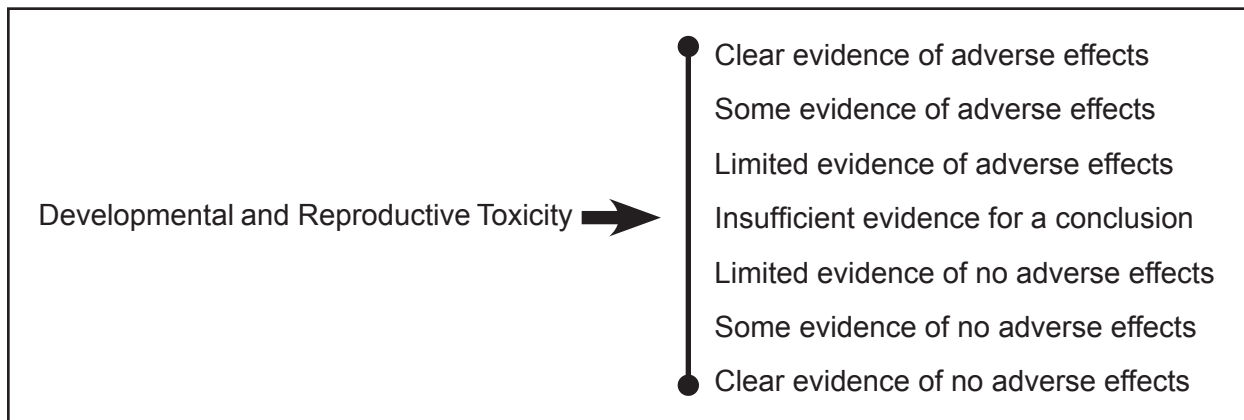 Clear evidence of adverse effects
Some evidence of adverse effects
Limited evidence of adverse effects
Developmental and Reproductive Toxicity
Insufficient evidence for a conclusion
Limited evidence of no adverse effects
Some evidence of no adverse effects
Clear evidence of no adverse effects